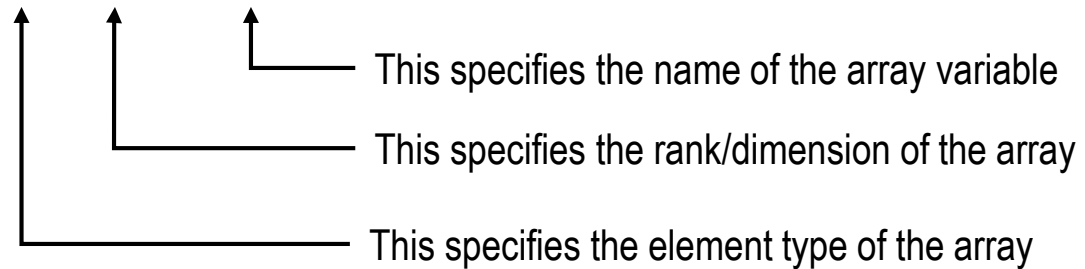 This specifies the name of the array variable
This specifies the rank/dimension of the array
This specifies the element type of the array